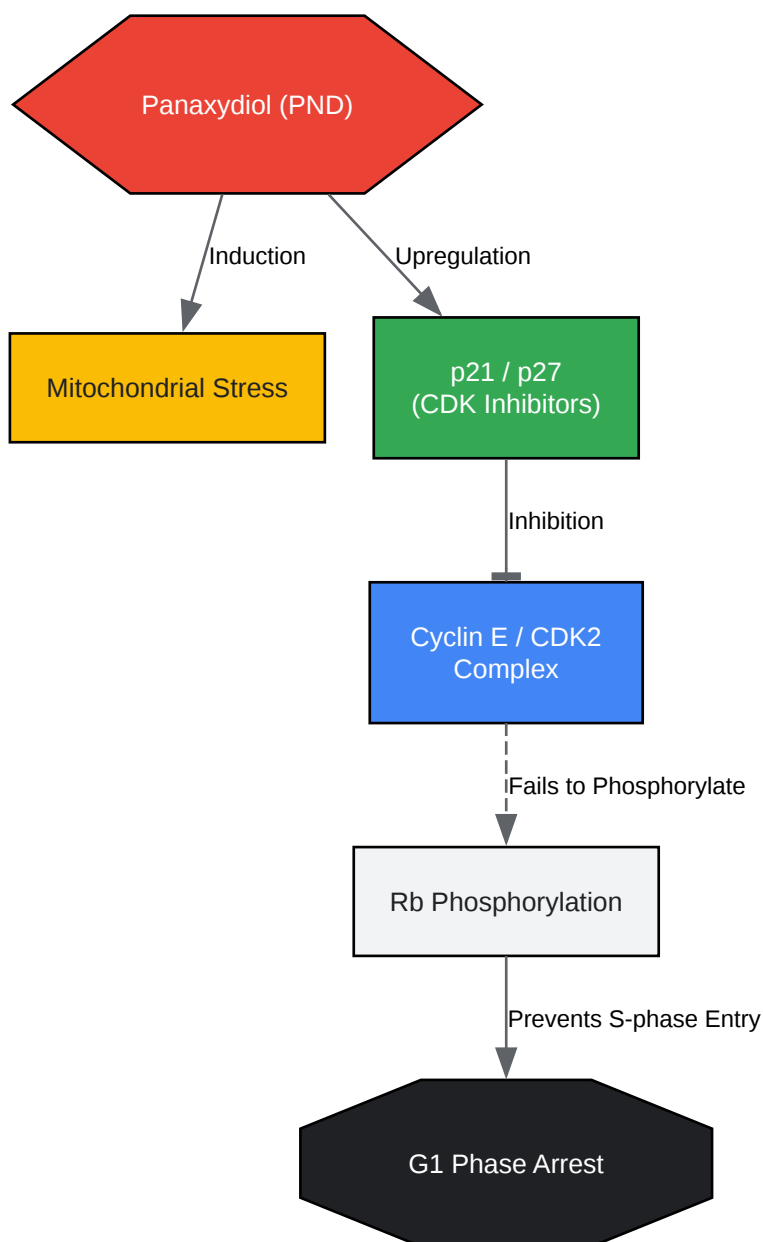 Panaxydiol (PND)
Induction
Upregulation
Mitochondrial Stress
p21 / p27
(CDK Inhibitors)
Inhibition
Cyclin E / CDK2
Complex
Fails to Phosphorylate
Rb Phosphorylation
Prevents S-phase Entry
G1 Phase Arrest